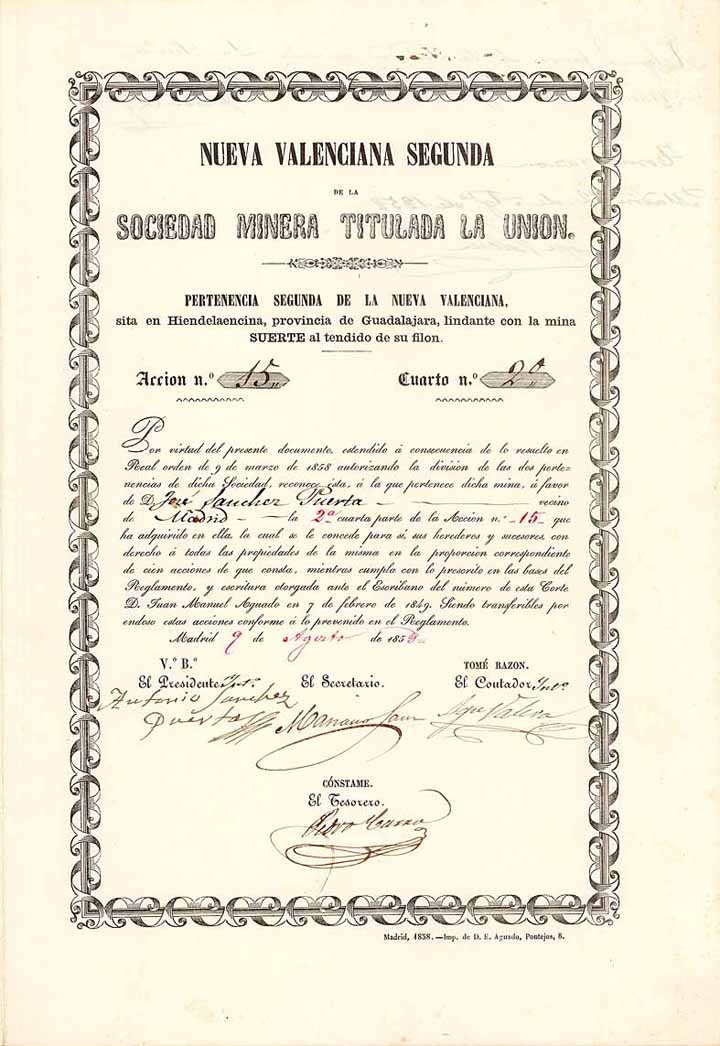 NUEVA VALENCIANA SEGUNDA
DE LA
SOCIEDAD MINERA TITULADA LA UNION.
PERTENENCIA SEGUNDA DE LA NUEVA VALENCIANA,
sita en Hiendelaencina, provincia de Guadalajara, lindante con la mina
SUERTE al tendido de su filon.
Accion n.º 15,, Cuarto n.º 2º,,
Por virtud del presente documento, estendido á consecuencia de lo resuelto en
Real orden de 9 de marzo de 1858 autorizando la division de las dos perte-
nencias de dicha Sociedad, reconoce ésta, á la que pertenece dicha mina, á favor
de D. José Sanchez Puerta vecino
de Madrid la 2ª cuarta parte de la Accion n.º 15 que
ha adquirido en ella, la cual se le concede para si, sus herederos y sucesores, con
derecho á todas las propiedades de la misma en la proporcion correspondiente
de cien acciones de que consta, mientras cumpla con lo prescrito en las bases del
Reglamento, y escritura otorgada ante el Escribano del número de esta Corte
D. Juan Manuel Aguado en 7 de febrero de 1849. Siendo transferibles por
endoso estas acciones conforme á lo prevenido en el Reglamento.
Madrid 9 de Agosto de 185
V.º B.º TOMÉ RAZON.
El Presidente Intº. El Secretario. El Contador Intº.
Antonio Sanchez
Puerta Mariano
CÓNSTAME.
El Tesorero.
Pedro
Madrid, 1858.—Imp. de D. E. Aguado, Pontejos, 8.